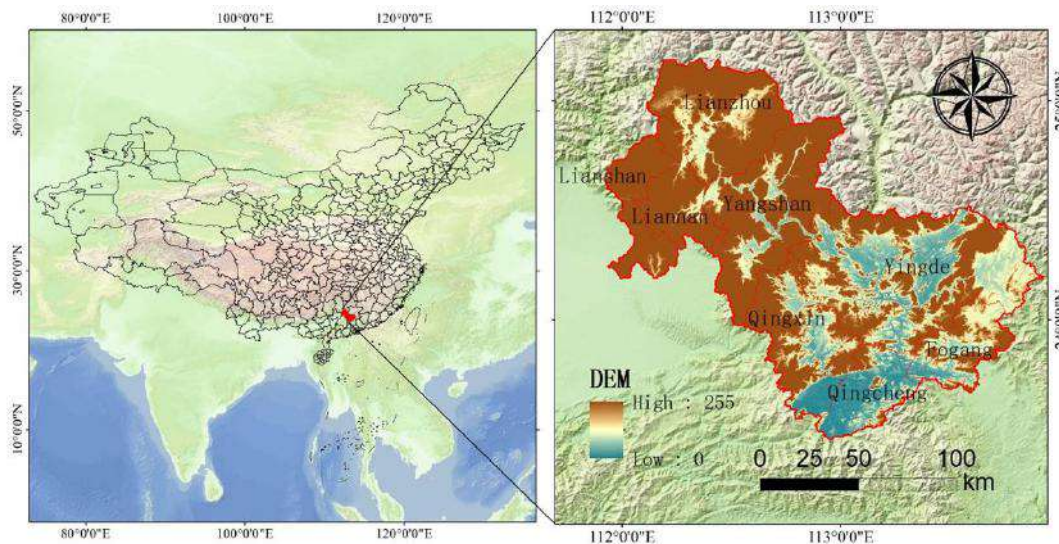 80°0'0"E 100°0'0"E 120°0'0"E
50°0'0"N
30°0'0"N
10°0'0"N
80°0'0"E 100°0'0"E 120°0'0"E
112°0'0"E 113°0'0"E
Lianzhou
Lianshan
Liannan
Yangshan
Yingde
Qingxin
Fogang
Qingcheng
DEM
High : 255
Low : 0
0 25 50 100
km
112°0'0"E 113°0'0"E